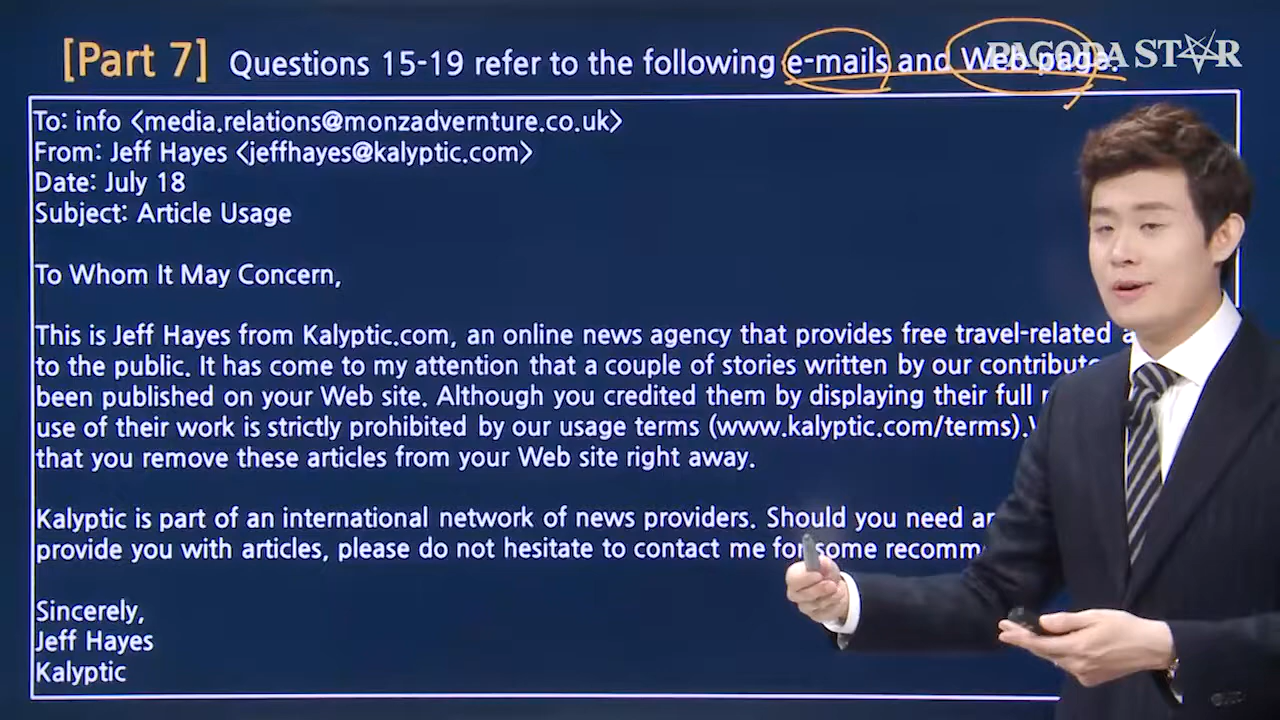 [Part 7] Questions 15-19 refer to the following e-mails and Web page.
PAGODA STAR
To: info <media.relations@monzadvernture.co.uk>
From: Jeff Hayes <jeffhayes@kalyptic.com>
Date: July 18
Subject: Article Usage
To Whom It May Concern,
This is Jeff Hayes from Kalyptic.com, an online news agency that provides free travel-related
to the public. It has come to my attention that a couple of stories written by our
been published on your Web site. Although you credited them by displaying their full
use of their work is strictly prohibited by our usage terms (www.kalyptic.com/terms).
that you remove these articles from your Web site right away.
Kalyptic is part of an international network of news providers. Should you need
provide you with articles, please do not hesitate to contact me for some
Sincerely,
Jeff Hayes
Kalyptic